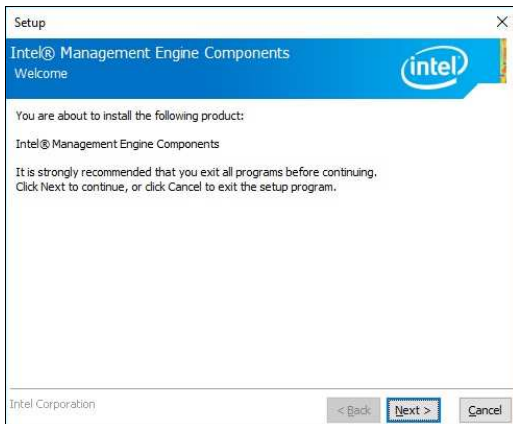 Setup
Intel® Management Engine Components
Welcome
intel
You are about to install the following product:
Intel® Management Engine Components
It is strongly recommended that you exit all programs before continuing.
Click Next to continue, or click Cancel to exit the setup program.
Intel Corporation
< Back
Next >
Cancel